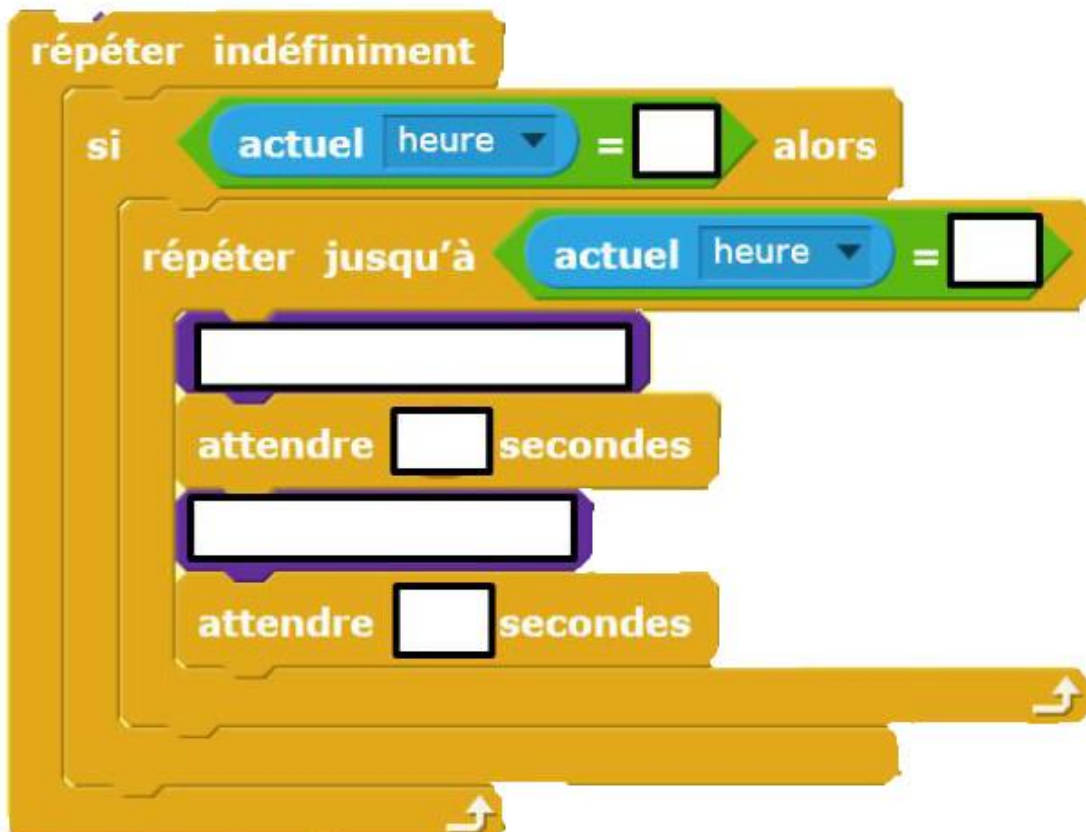 répéter indéfiniment
si actuel heure = alors
répéter jusqu'à actuel heure =
attendre secondes
attendre secondes